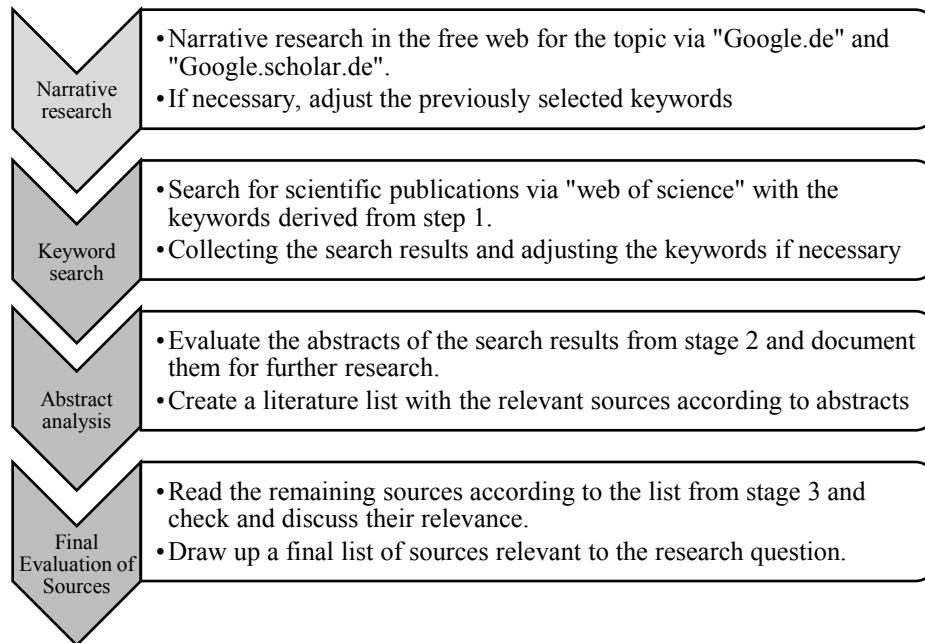 Narrative
research
•Narrative research in the free web for the topic via "Google.de" and
"Google.scholar.de".
•If necessary, adjust the previously selected keywords
Keyword
search
•Search for scientific publications via "web of science" with the
keywords derived from step 1.
•Collecting the search results and adjusting the keywords if necessary
Abstract
analysis
•Evaluate the abstracts of the search results from stage 2 and document
them for further research.
•Create a literature list with the relevant sources according to abstracts
Final
Evaluation of
Sources
•Read the remaining sources according to the list from stage 3 and
check and discuss their relevance.
•Draw up a final list of sources relevant to the research question.